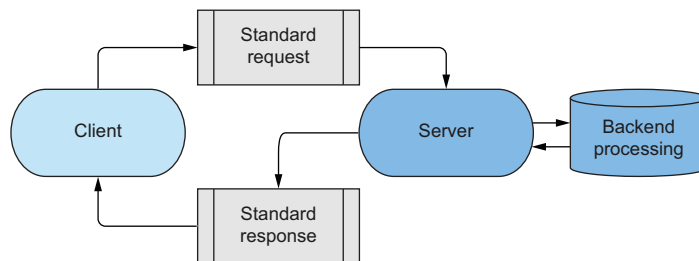 Standard
request
Client
Server
Backend
processing
Standard
response